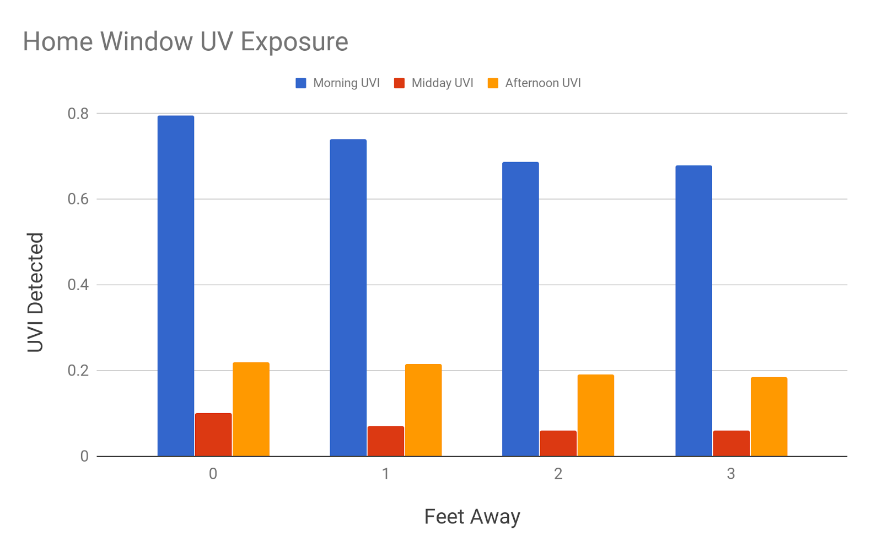 Home Window UV Exposure
Morning UVI Midday UVI Afternoon UVI
0.8
0.6
0.4
0.2
0
UVI Detected
0 1 2 3
Feet Away